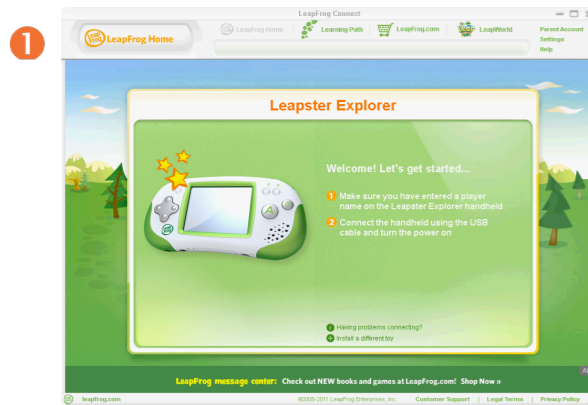 1
LeapFrog Connect
LeapFrog Home
LeapFrog Home
Learning Path
LeapFrog.com
LeapWorld
Parent Account
Settings
Help
Leapster Explorer
Welcome! Let's get started...
1 Make sure you have entered a player
name on the Leapster Explorer handheld
2 Connect the handheld using the USB
cable and turn the power on
A
Having problems connecting?
Install a different toy
LeapFrog message center: Check out NEW books and games at LeapFrog.com! Shop Now »
leapfrog.com
©2008-2011 LeapFrog Enterprises, Inc.
Customer Support | Legal Terms | Privacy Policy